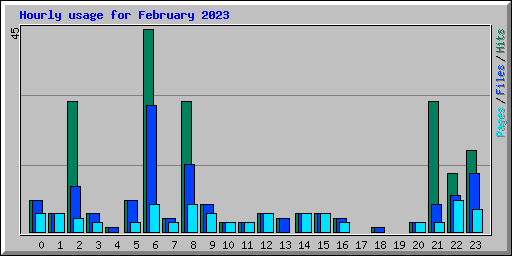 Hourly usage for February 2023
45
Pages/Files/Hits
0 1 2 3 4 5 6 7 8 9 10 11 12 13 14 15 16 17 18 19 20 21 22 23